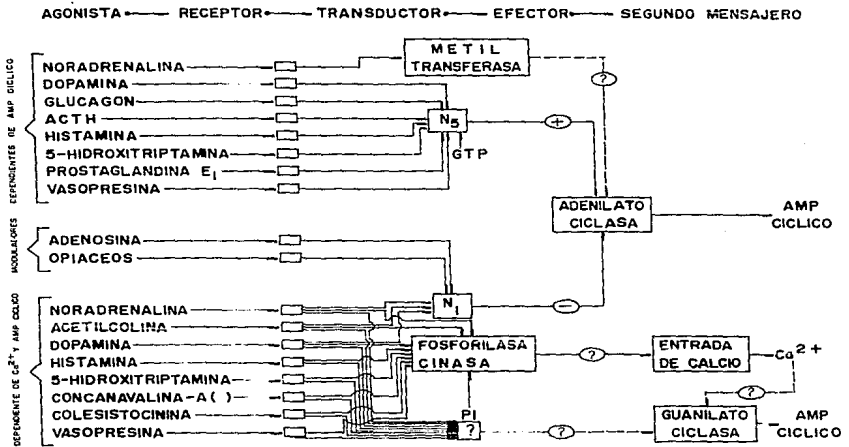 AGONISTA RECEPTOR TRANSDUCTOR EFECTOR SEGUNDO MENSAJERO
DEPENDIENTES DE AMP CICLICO
NORADRENALINA
DOPAMINA
GLUCAGON
ACTH
HISTAMINA
5-HIDROXITRIPTAMINA
PROSTAGLANDINA E1
VASOPRESINA
METIL
TRANSFERASA
?
N5
GTP
+
ADENILATO
CICLASA
AMP
CICLICO
MODULADORES
ADENOSINA
OPIACEOS
N1
–
DEPENDIENTE DE Ca2+ Y AMP CICLICO
NORADRENALINA
ACETILCOLINA
DOPAMINA
HISTAMINA
5-HIDROXITRIPTAMINA
CONCANAVALINA-A ( )
COLESISTOCININA
VASOPRESINA
FOSFORILASA
CINASA
?
ENTRADA
DE CALCIO
Ca2+
?
PI
?
?
GUANILATO
CICLASA
AMP
CICLICO